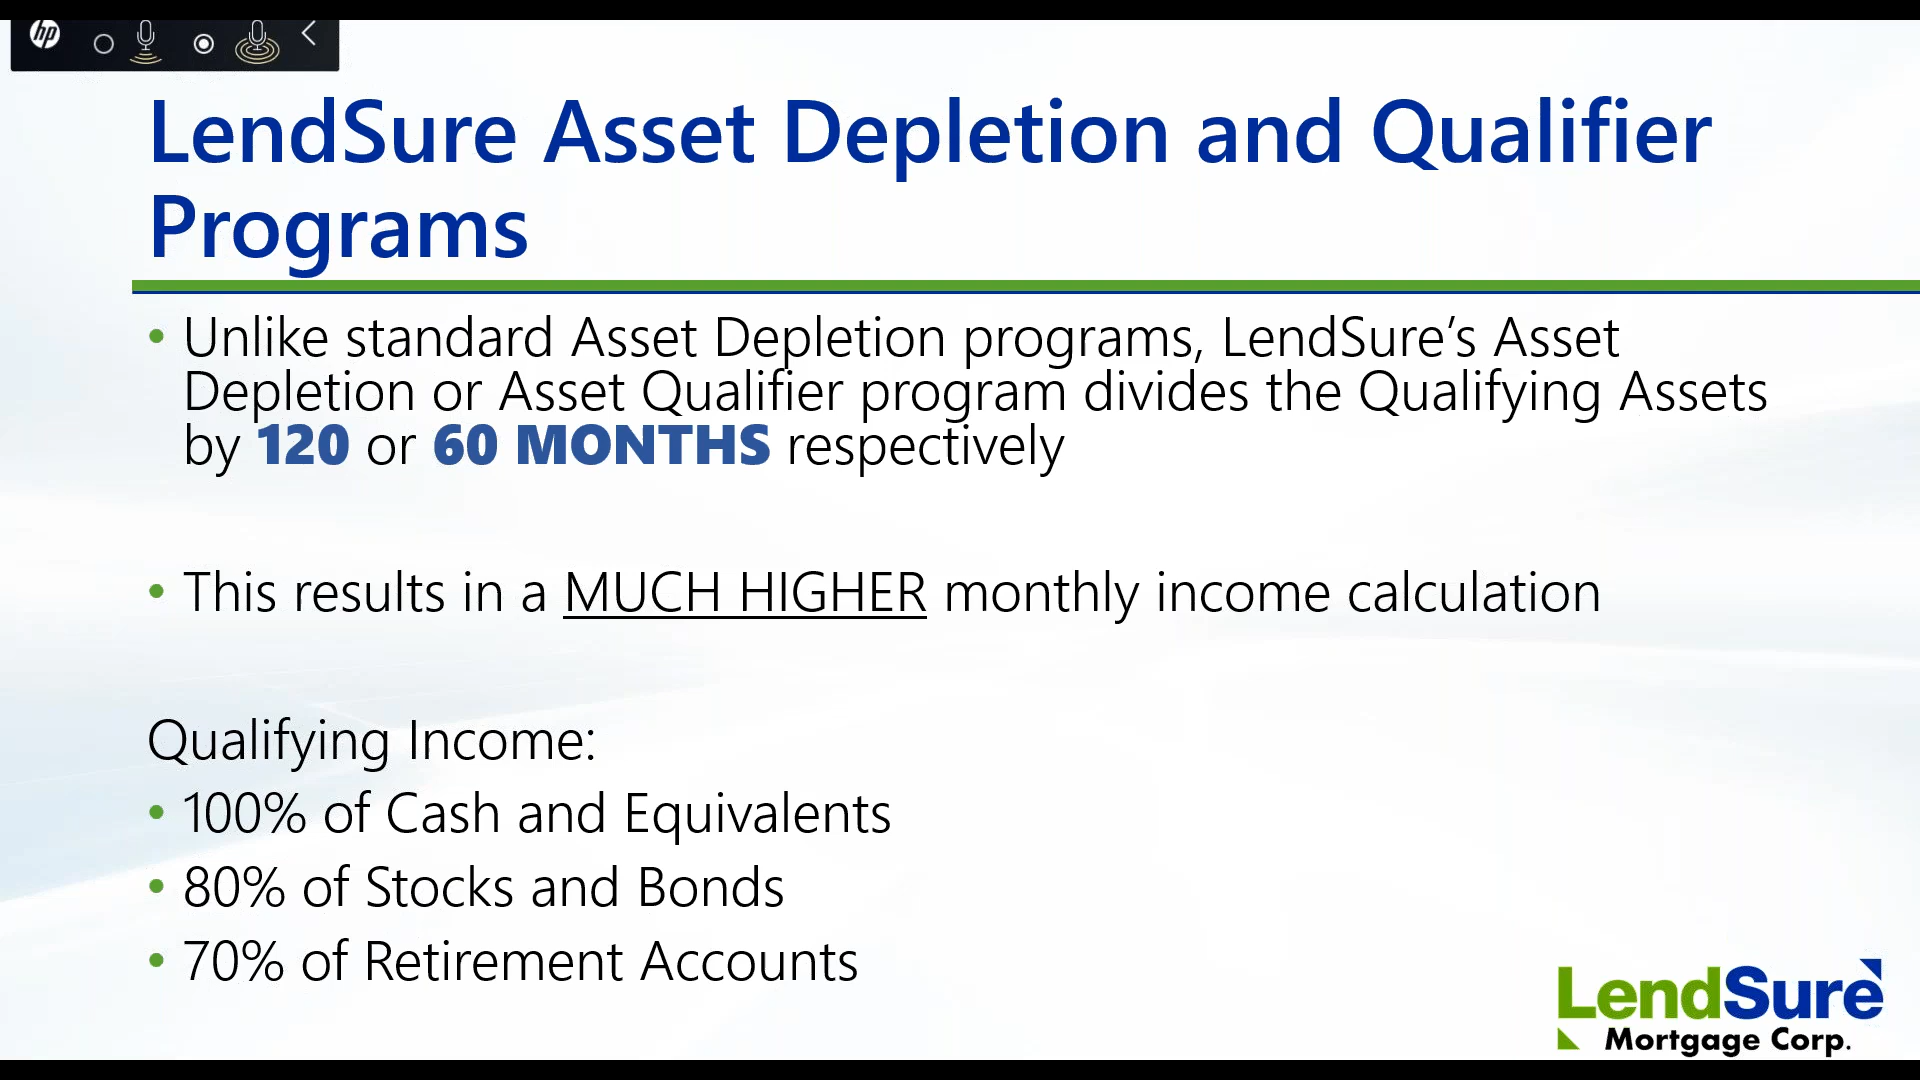 hp
LendSure Asset Depletion and Qualifier
Programs
• Unlike standard Asset Depletion programs, LendSure’s Asset
Depletion or Asset Qualifier program divides the Qualifying Assets
by 120 or 60 MONTHS respectively
• This results in a MUCH HIGHER monthly income calculation
Qualifying Income:
• 100% of Cash and Equivalents
• 80% of Stocks and Bonds
• 70% of Retirement Accounts
LendSure
Mortgage Corp.